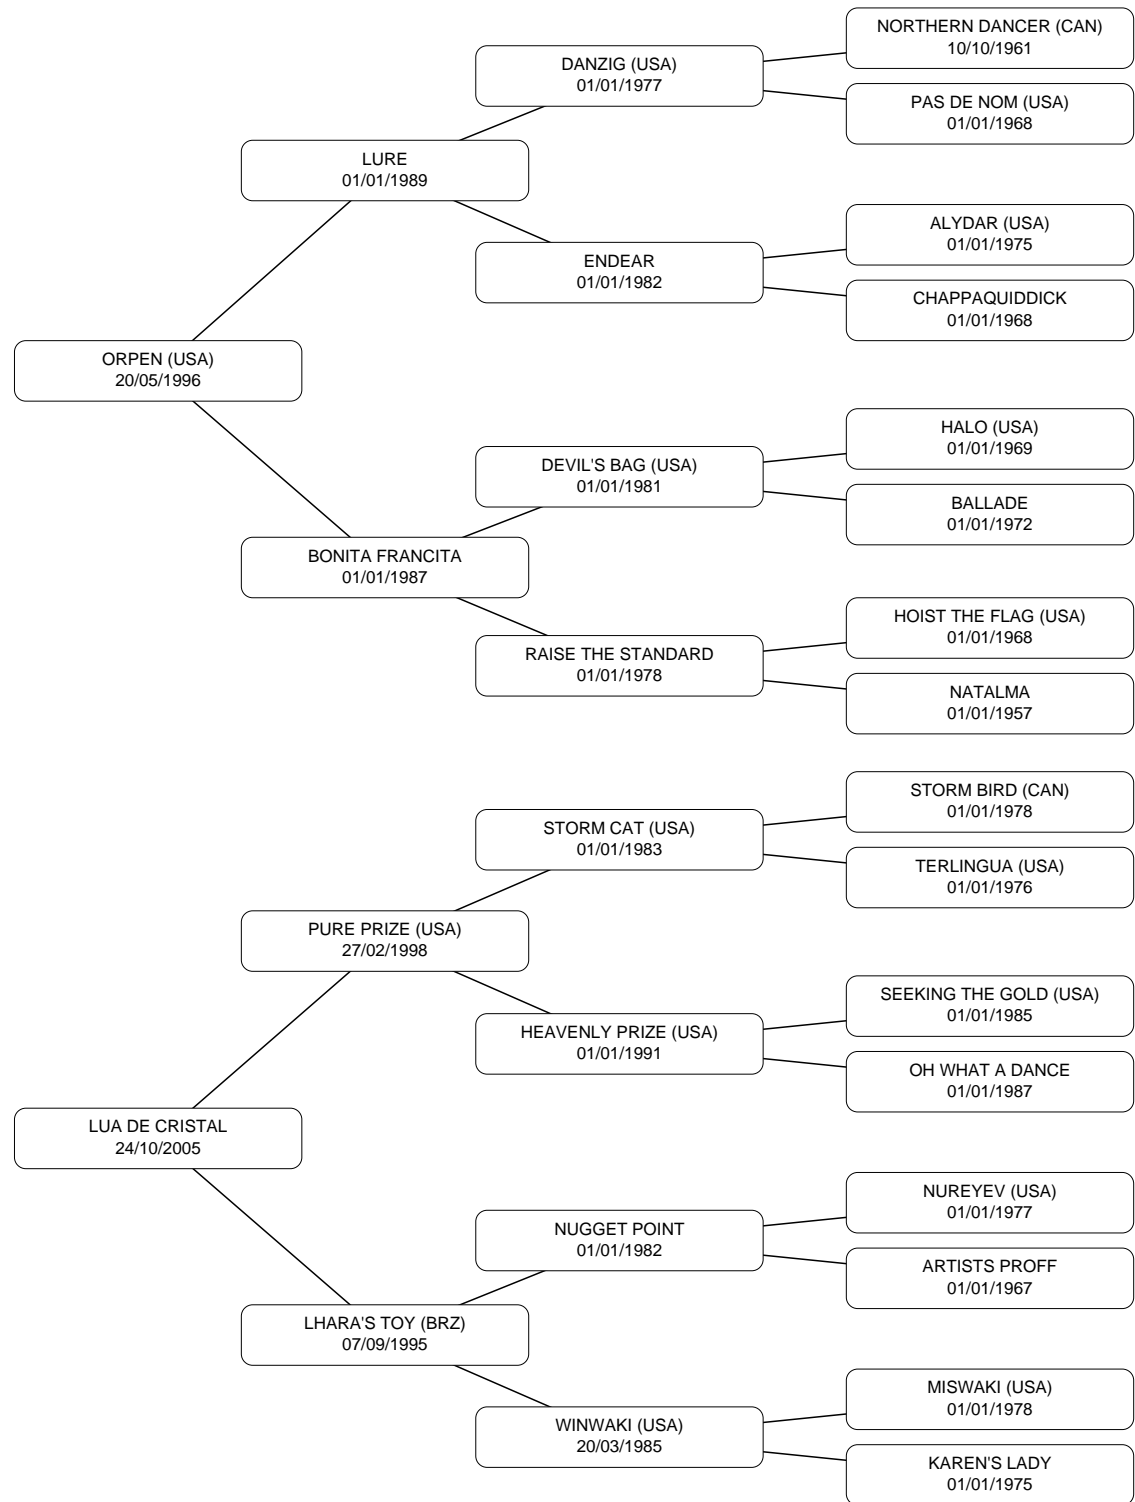 NORTHERN DANCER (CAN)
10/10/1961
DANZIG (USA)
01/01/1977
PAS DE NOM (USA)
01/01/1968
LURE
01/01/1989
ALYDAR (USA)
01/01/1975
ENDEAR
01/01/1982
CHAPPAQUIDDICK
01/01/1968
ORPEN (USA)
20/05/1996
HALO (USA)
01/01/1969
DEVIL'S BAG (USA)
01/01/1981
BALLADE
01/01/1972
BONITA FRANCITA
01/01/1987
HOIST THE FLAG (USA)
01/01/1968
RAISE THE STANDARD
01/01/1978
NATALMA
01/01/1957
STORM BIRD (CAN)
01/01/1978
STORM CAT (USA)
01/01/1983
TERLINGUA (USA)
01/01/1976
PURE PRIZE (USA)
27/02/1998
SEEKING THE GOLD (USA)
01/01/1985
HEAVENLY PRIZE (USA)
01/01/1991
OH WHAT A DANCE
01/01/1987
LUA DE CRISTAL
24/10/2005
NUREYEV (USA)
01/01/1977
NUGGET POINT
01/01/1982
ARTISTS PROFF
01/01/1967
LHARA'S TOY (BRZ)
07/09/1995
MISWAKI (USA)
01/01/1978
WINWAKI (USA)
20/03/1985
KAREN'S LADY
01/01/1975